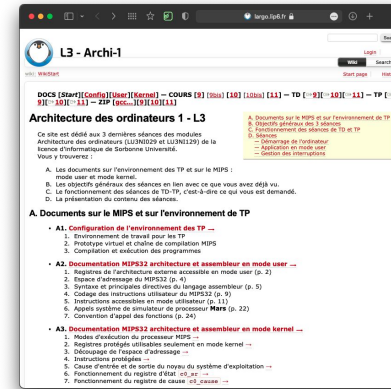 largo.lip6.fr
L3 - Archi-1
Login
Wiki
wiki: WikiStart
Start page
DOCS [Start][Config][User][Kernel] — COURS [9] [9bis] [10] [10bis] [11] — TD [9][10][11] — TP [
9][10][11] — ZIP [gcc...][9][10][11]
Architecture des ordinateurs 1 - L3
Ce site est dédié aux 3 dernières séances des modules
Architecture des ordinateurs (LU3NI029 et LU3NI129) de la
licence d'informatique de Sorbonne Université.
Vous y trouverez :
A. Les documents sur l'environnement des TP et sur le MIPS :
mode user et mode kernel.
B. Les objectifs généraux des séances en lien avec ce que vous avez déjà vu.
C. Le fonctionnement des séances de TD-TP, c'est-à-dire ce qui vous est demandé.
D. La présentation du contenu des séances.
A. Documents sur le MIPS et sur l'environnement de TP
B. Objectifs généraux des 3 séances
C. Fonctionnement des séances de TD et TP
D. Séances
— Démarrage de l'ordinateur
— Application en mode user
— Gestion des interruptions
A. Documents sur le MIPS et sur l'environnement de TP
• A1. Configuration de l'environnement des TP →
1. Environnement de travail pour les TP
2. Prototype virtuel et chaîne de compilation MIPS
3. Compilation et exécution des programmes
• A2. Documentation MIPS32 architecture et assembleur en mode user →
1. Registres de l'architecture externe accessible en mode user (p. 2)
2. Espace d'adressage du MIPS (p. 4)
3. Syntaxe et principales directives du langage assembleur (p. 5)
4. Codage des instructions utilisateur du MIPS32 (p. 9)
5. Instructions accessibles en mode utilisateur (p. 11)
6. Appels système de simulateur de processeur Mars (p. 22)
7. Convention d'appel des fonctions (p. 24)
• A3. Documentation MIPS32 architecture et assembleur en mode kernel →
1. Modes d'exécution du processeur MIPS →
2. Registres protégés utilisables seulement en mode kernel →
3. Découpage de l'espace d'adressage →
4. Instructions protégées →
5. Cause d'entrée et de sortie du noyau du système d'exploitation →
6. Fonctionnement du registre d'état c0_sr →
7. Fonctionnement du registre de cause c0_cause →